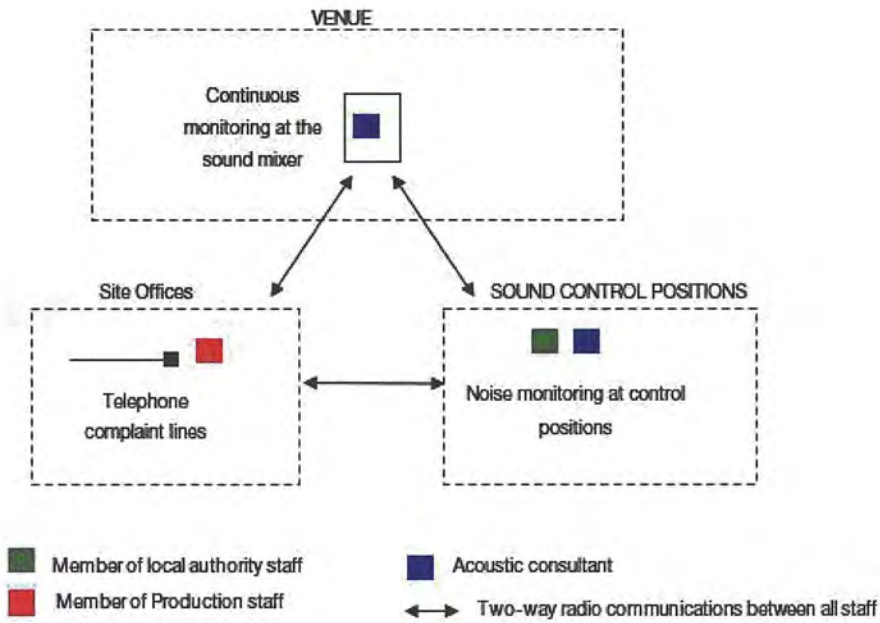 VENUE
Continuous
monitoring at the
sound mixer
Site Offices
SOUND CONTROL POSITIONS
Telephone
complaint lines
Noise monitoring at control
positions
Member of local authority staff
Acoustic consultant
Member of Production staff
Two-way radio communications between all staff